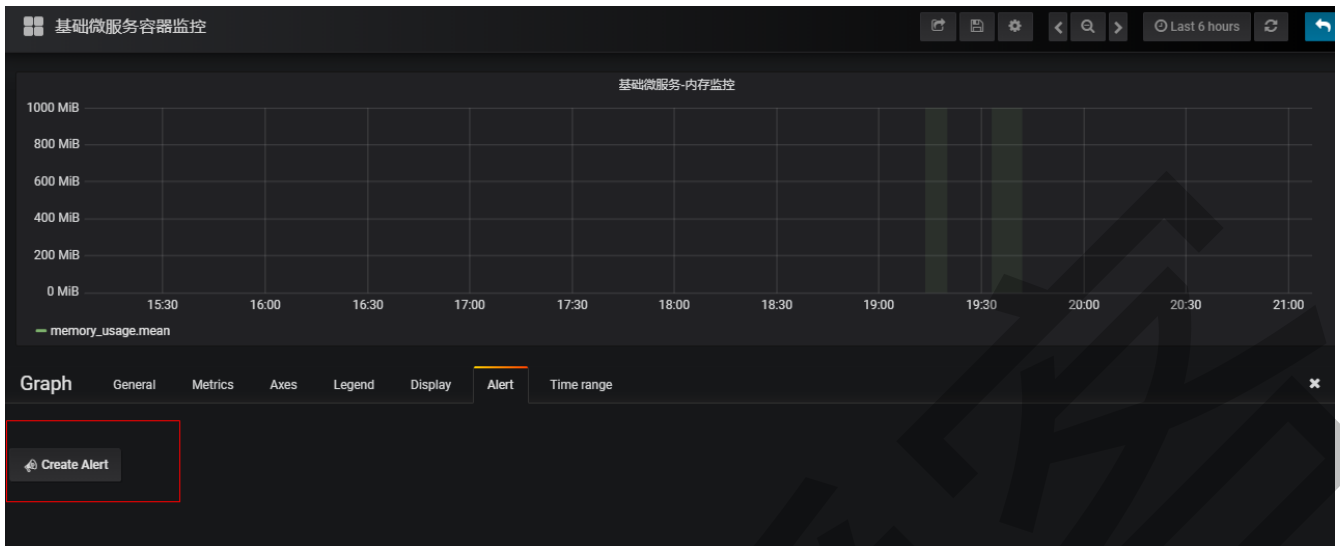 基础微服务容器监控
Last 6 hours
基础微服务-内存监控
1000 MiB
800 MiB
600 MiB
400 MiB
200 MiB
0 MiB
15:30 16:00 16:30 17:00 17:30 18:00 18:30 19:00 19:30 20:00 20:30 21:00
memory_usage.mean
Graph General Metrics Axes Legend Display Alert Time range
Create Alert